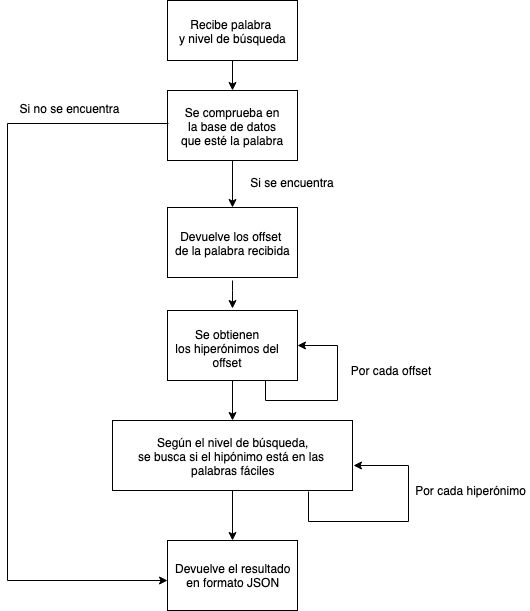 Recibe palabra
y nivel de búsqueda
Si no se encuentra
Se comprueba en
la base de datos
que esté la palabra
Si se encuentra
Devuelve los offset
de la palabra recibida
Se obtienen
los hiperónimos del
offset
Por cada offset
Según el nivel de búsqueda,
se busca si el hipónimo está en las
palabras fáciles
Por cada hiperónimo
Devuelve el resultado
en formato JSON